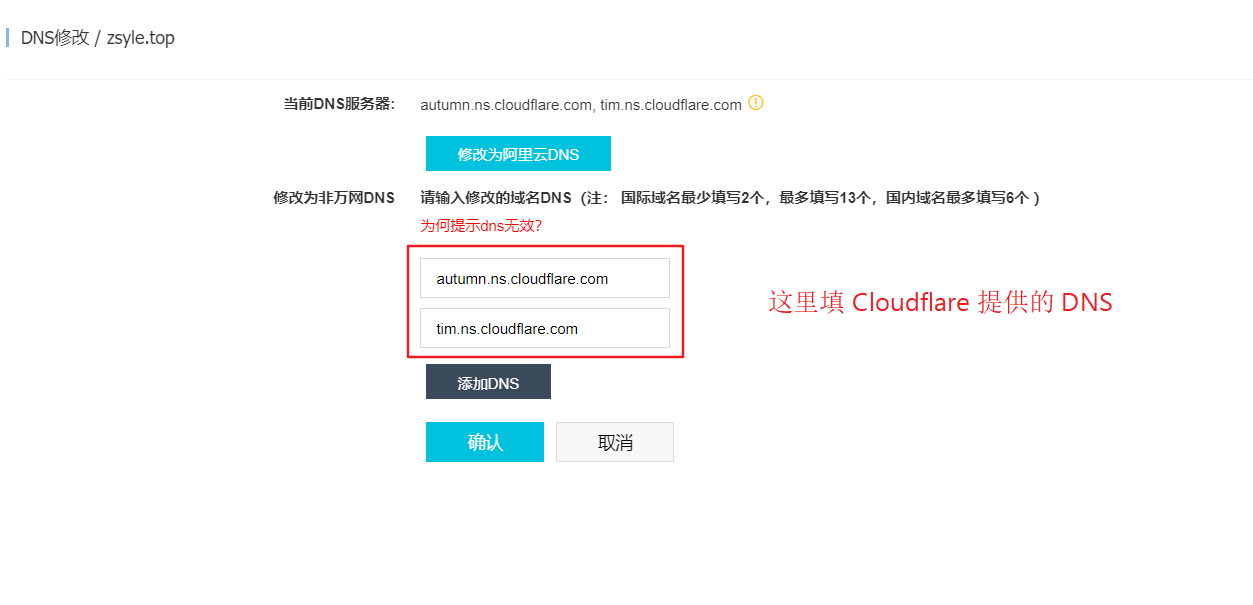 DNS修改 / zsyle.top
当前DNS服务器： autumn.ns.cloudflare.com, tim.ns.cloudflare.com
修改为阿里云DNS
修改为非万网DNS 请输入修改的域名DNS（注： 国际域名最少填写2个，最多填写13个，国内域名最多填写6个 ）
为何提示dns无效?
autumn.ns.cloudflare.com
这里填 Cloudflare 提供的 DNS
tim.ns.cloudflare.com
添加DNS
确认 取消